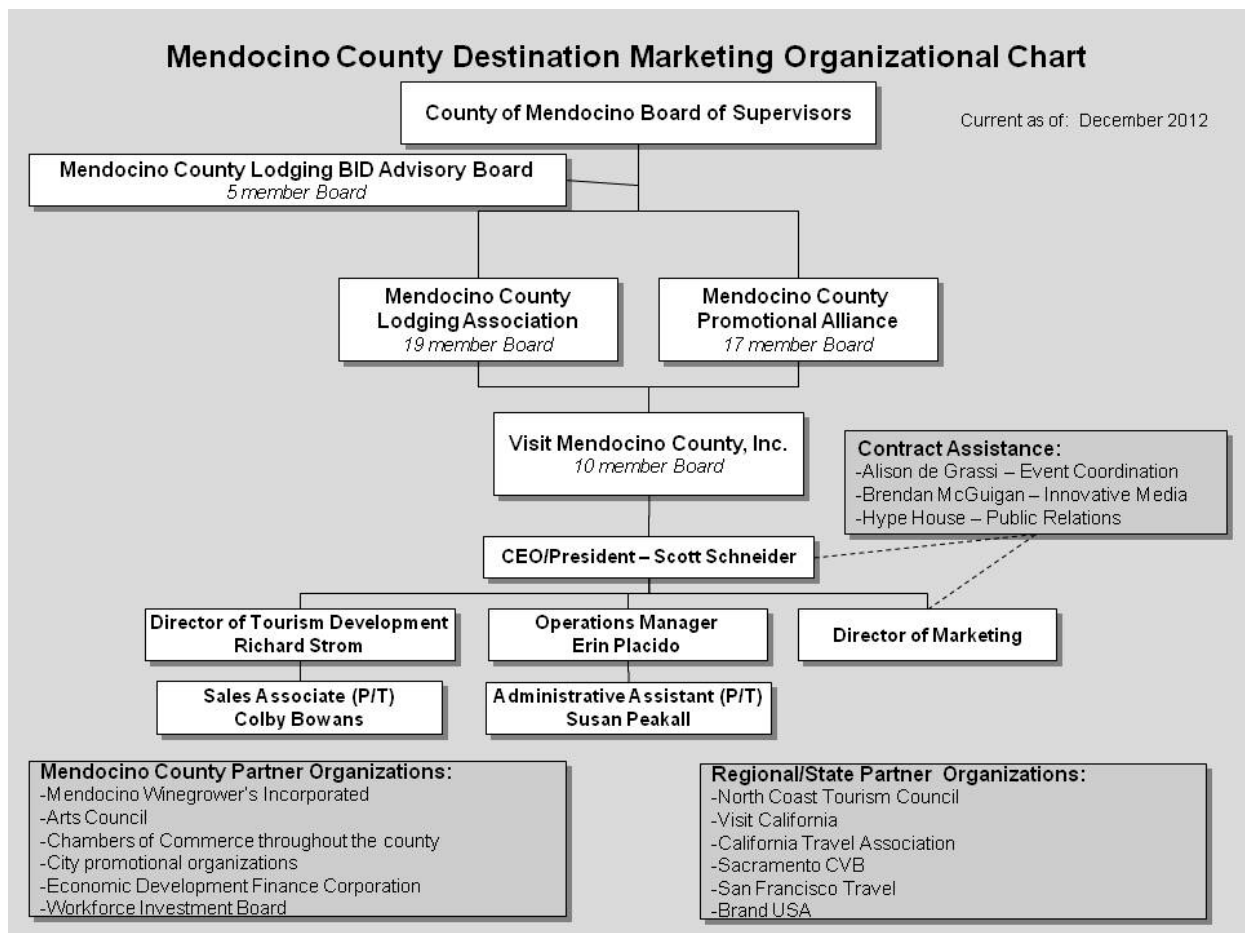 Mendocino County Destination Marketing Organizational Chart
County of Mendocino Board of Supervisors
Current as of: December 2012
Mendocino County Lodging BID Advisory Board
5 member Board
Mendocino County
Lodging Association
19 member Board
Mendocino County
Promotional Alliance
17 member Board
Visit Mendocino County, Inc.
10 member Board
Contract Assistance:
-Alison de Grassi – Event Coordination
-Brendan McGuigan – Innovative Media
-Hype House – Public Relations
CEO/President – Scott Schneider
Director of Tourism Development
Richard Strom
Operations Manager
Erin Placido
Director of Marketing
Sales Associate (P/T)
Colby Bowans
Administrative Assistant (P/T)
Susan Peakall
Mendocino County Partner Organizations:
-Mendocino Winegrower's Incorporated
-Arts Council
-Chambers of Commerce throughout the county
-City promotional organizations
-Economic Development Finance Corporation
-Workforce Investment Board
Regional/State Partner Organizations:
-North Coast Tourism Council
-Visit California
-California Travel Association
-Sacramento CVB
-San Francisco Travel
-Brand USA